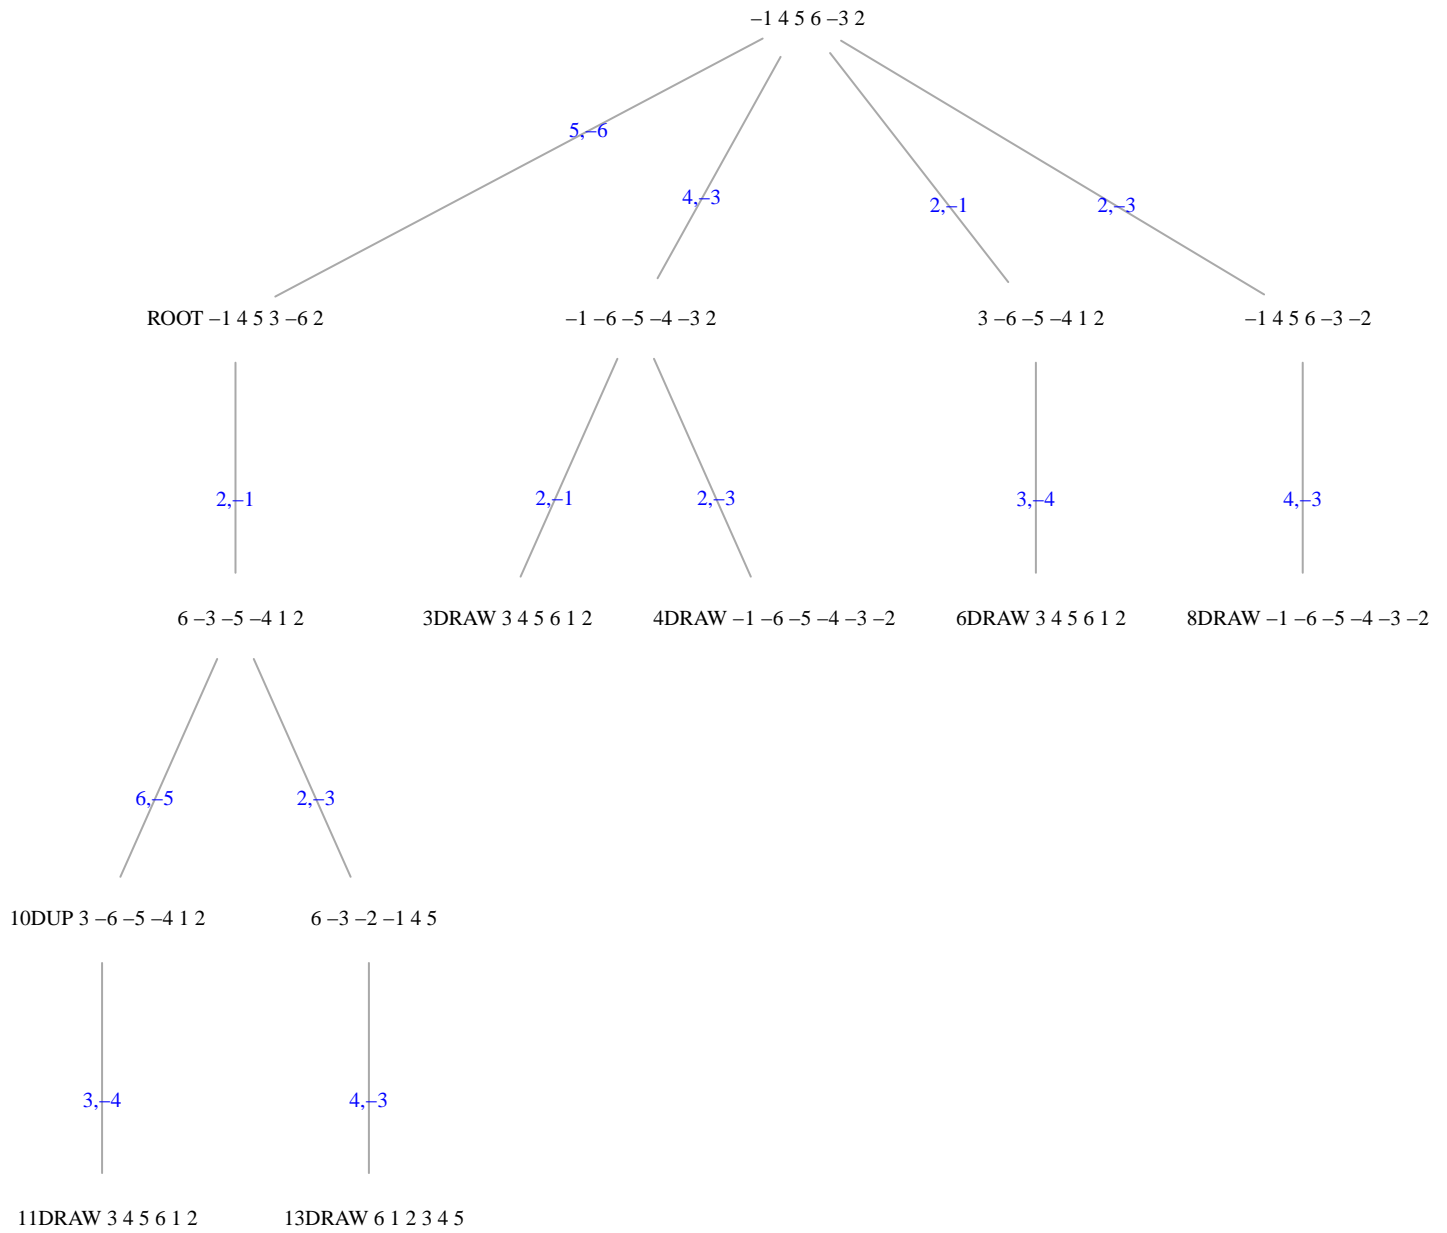 –1 4 5 6 –3 2
5,–6
4,–3
2,–1
2,–3
ROOT –1 4 5 3 –6 2
–1 –6 –5 –4 –3 2
3 –6 –5 –4 1 2
–1 4 5 6 –3 –2
2,–1
2,–1
2,–3
3,–4
4,–3
6 –3 –5 –4 1 2
3DRAW 3 4 5 6 1 2
4DRAW –1 –6 –5 –4 –3 –2
6DRAW 3 4 5 6 1 2
8DRAW –1 –6 –5 –4 –3 –2
6,–5
2,–3
10DUP 3 –6 –5 –4 1 2
6 –3 –2 –1 4 5
3,–4
4,–3
11DRAW 3 4 5 6 1 2
13DRAW 6 1 2 3 4 5